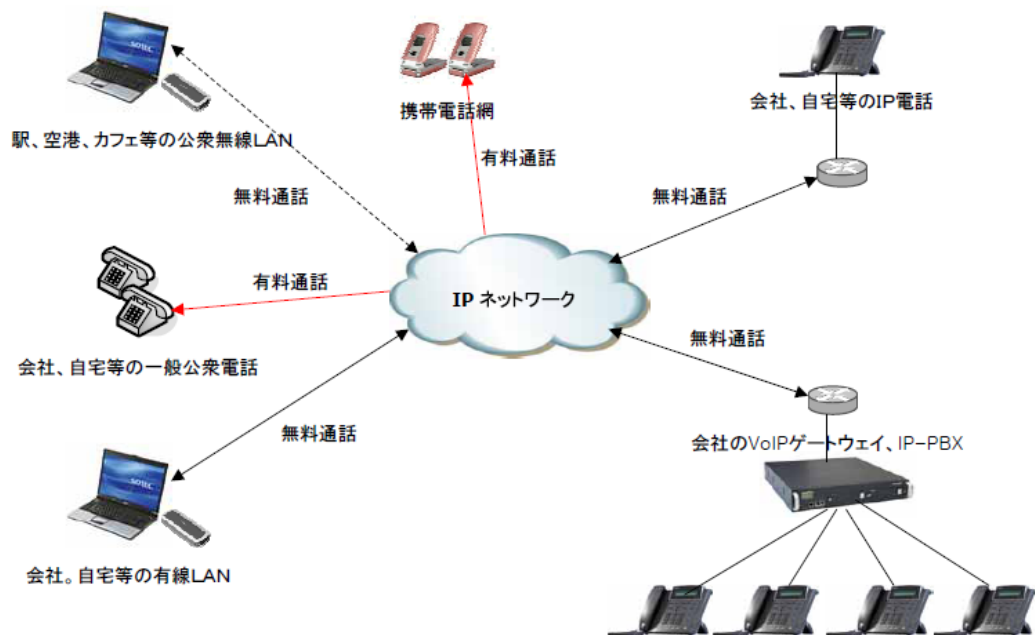 携帯電話網
会社、自宅等のIP電話
駅、空港、カフェ等の公衆無線LAN
有料通話
無料通話
無料通話
有料通話
IP ネットワーク
無料通話
会社、自宅等の一般公衆電話
無料通話
会社のVoIPゲートウェイ、IP-PBX
会社。自宅等の有線LAN